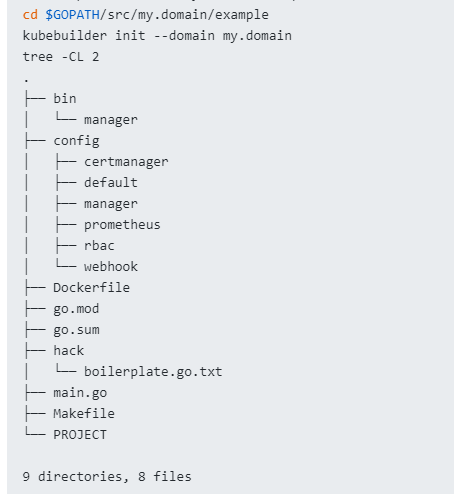 cd $GOPATH/src/my.domain/example
kubebuilder init --domain my.domain
tree -CL 2
.
├── bin
│   └── manager
├── config
│   ├── certmanager
│   ├── default
│   ├── manager
│   ├── prometheus
│   ├── rbac
│   └── webhook
├── Dockerfile
├── go.mod
├── go.sum
├── hack
│   └── boilerplate.go.txt
├── main.go
├── Makefile
└── PROJECT

9 directories, 8 files